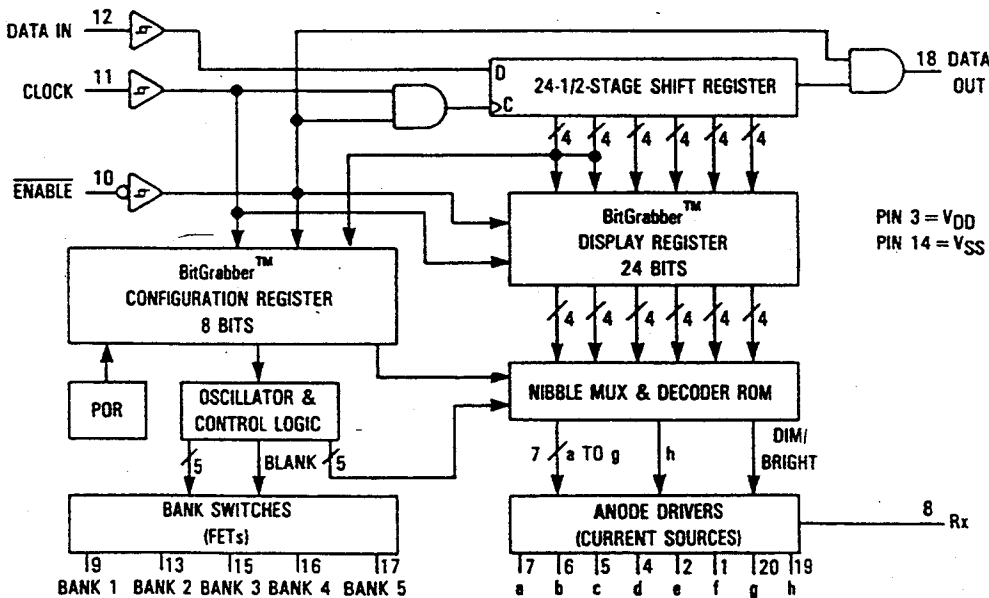 DATA IN 12
D 24-1/2-STAGE SHIFT REGISTER
18 DATA OUT
CLOCK 11
C
4 4 4 4 4 4
ENABLE 10
BitGrabber™
DISPLAY REGISTER
24 BITS
PIN 3 = VDD
PIN 14 = VSS
BitGrabber™
CONFIGURATION REGISTER
8 BITS
4 4 4 4 4 4
POR
OSCILLATOR &
CONTROL LOGIC
NIBBLE MUX & DECODER ROM
5 BLANK 5
7 a TO g
h
DIM/
BRIGHT
BANK SWITCHES
(FETs)
ANODE DRIVERS
(CURRENT SOURCES)
8 Rx
9 13 15 16 17
BANK 1 BANK 2 BANK 3 BANK 4 BANK 5
7 6 5 4 2 1 20 19
a b c d e f g h